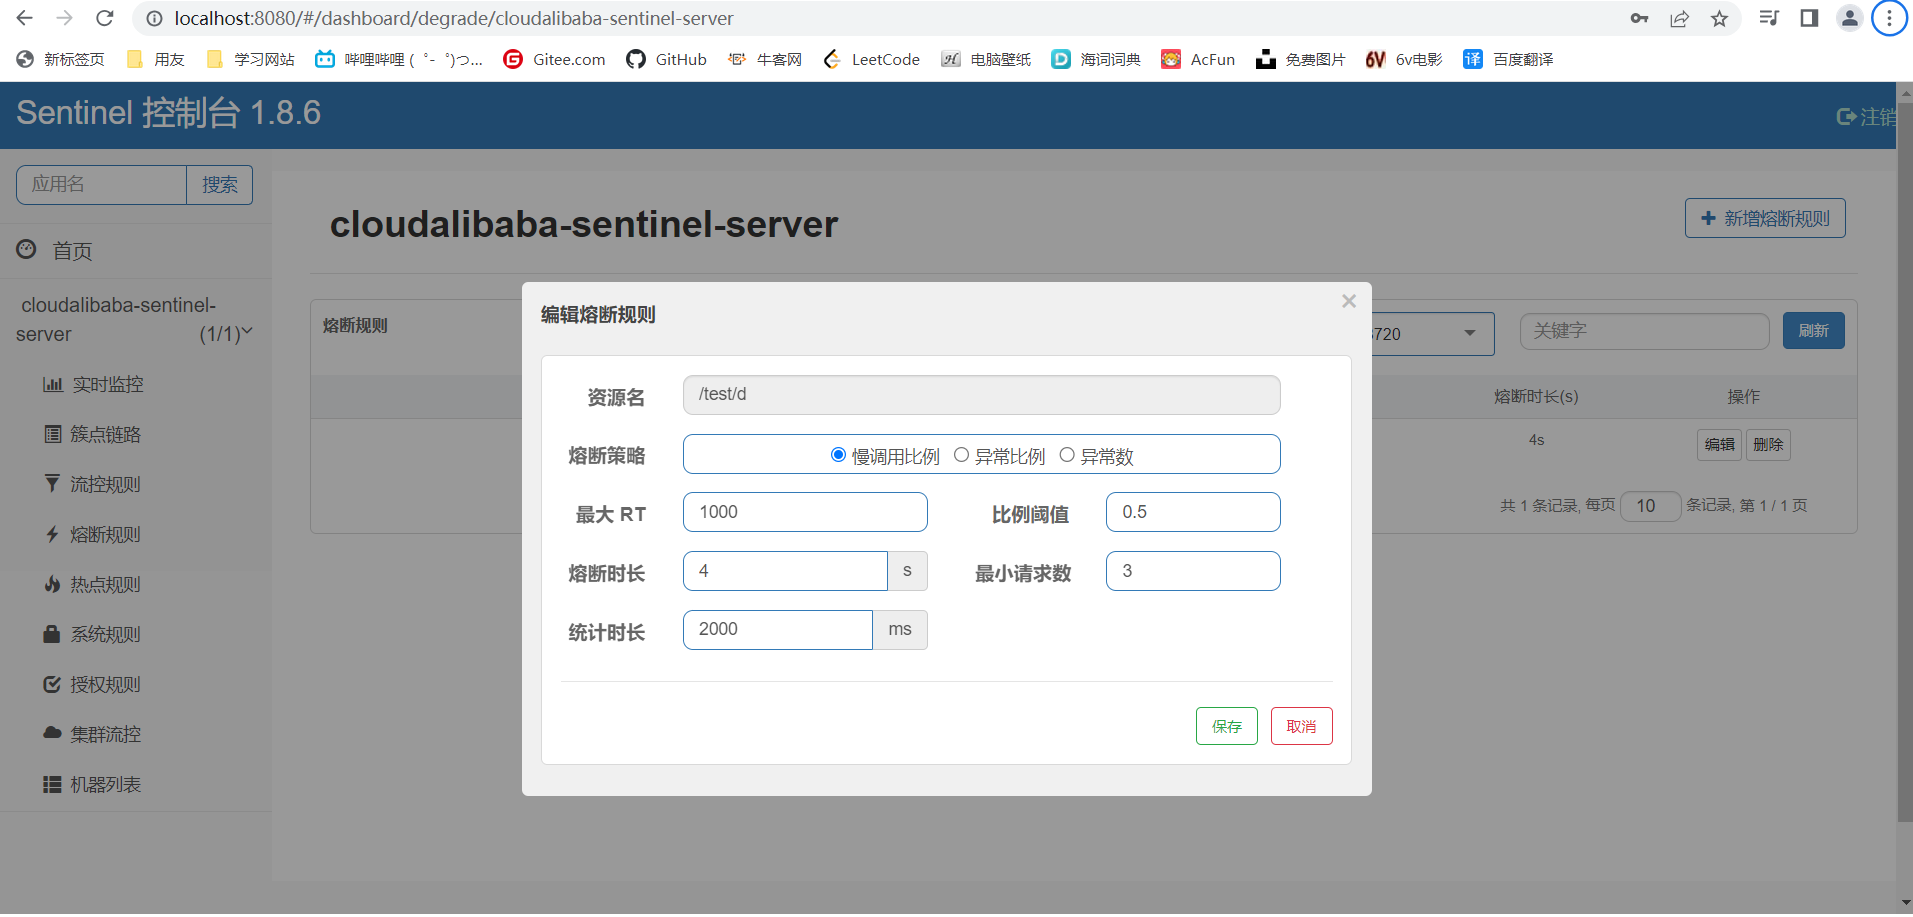 localhost:8080/#/dashboard/degrade/cloudalibaba-sentinel-server
新标签页 友用 学习网站 哔哩哔哩 (゜-゜)つ... Gitee.com GitHub 牛客网 LeetCode 电脑壁纸 海词词典 AcFun 免费图片 6v电影 百度翻译
Sentinel 控制台 1.8.6
注销
应用名 搜索
首页
cloudalibaba-sentinel-
server (1/1)
实时监控
簇点链路
流控规则
熔断规则
热点规则
系统规则
授权规则
集群流控
机器列表
cloudalibaba-sentinel-server
新增熔断规则
熔断规则
720 关键字 刷新
熔断时长(s) 操作
4s 编辑 删除
共 1 条记录, 每页 10 条记录, 第 1 / 1 页
编辑熔断规则
×
资源名 /test/d
熔断策略 慢调用比例 异常比例 异常数
最大 RT 1000 比例阈值 0.5
熔断时长 4 s 最小请求数 3
统计时长 2000 ms
保存 取消